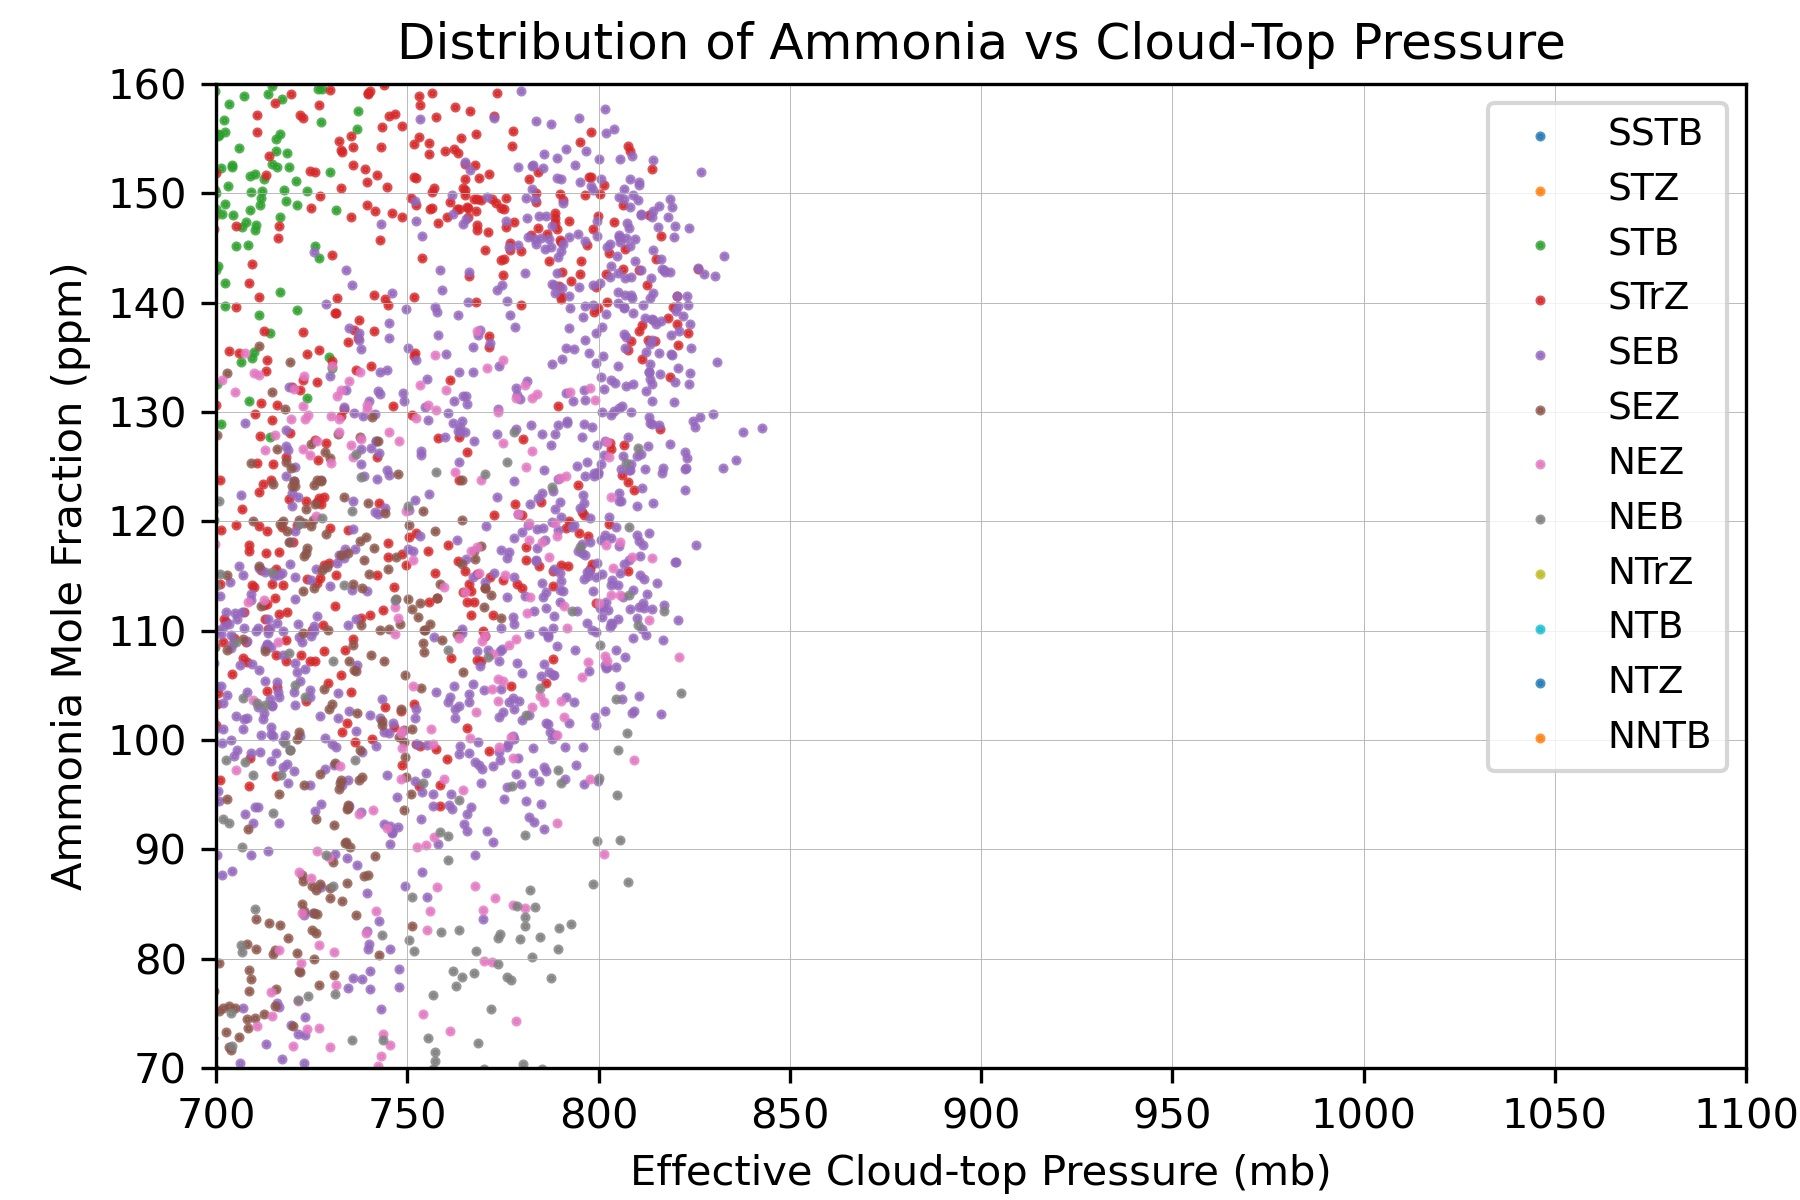 Distribution of Ammonia vs Cloud-Top Pressure
160
150
140
130
120
110
100
90
80
70
Ammonia Mole Fraction (ppm)
SSTB
STZ
STB
STrZ
SEB
SEZ
NEZ
NEB
NTrZ
NTB
NTZ
NNTB
700 750 800 850 900 950 1000 1050 1100
Effective Cloud-top Pressure (mb)